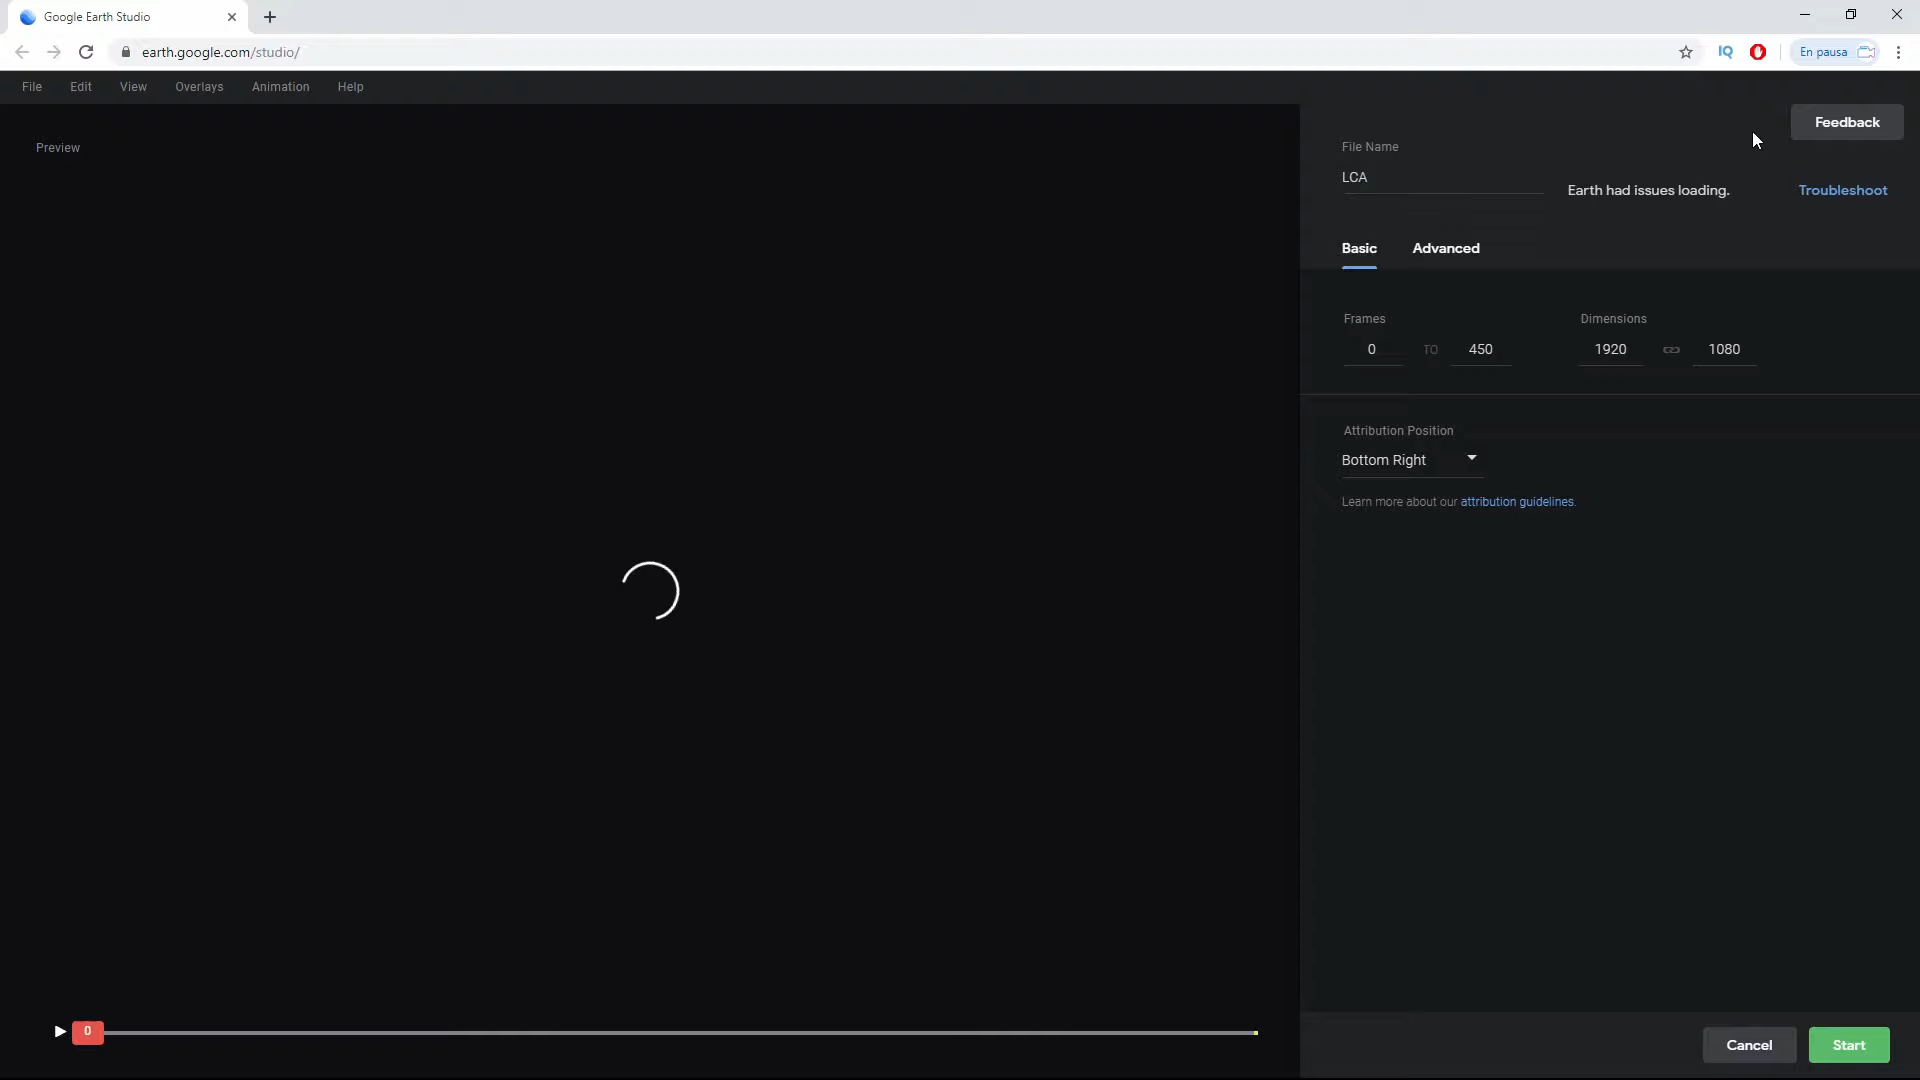 Google Earth Studio
earth.google.com/studio/
IQ
En pausa
File Edit View Overlays Animation Help
Feedback
Preview
File Name
LCA
Earth had issues loading. Troubleshoot
Basic Advanced
Frames Dimensions
0 TO 450 1920 1080
Attribution Position
Bottom Right
Learn more about our attribution guidelines.
0
Cancel Start